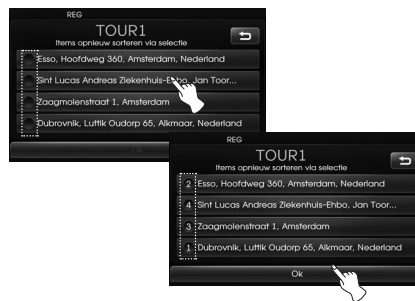 REG
TOUR1
Items opnieuw sorteren via selectie
Esso, Hoofdweg 360, Amsterdam, Nederland
Sint Lucas Andreas Ziekenhuis-Ehbo, Jan Toor...
Zaagmolenstraat 1, Amsterdam
Dubrovnik, Luttik Oudorp 65, Alkmaar, Nederland
Ok
REG
TOUR1
Items opnieuw sorteren via selectie
2 Esso, Hoofdweg 360, Amsterdam, Nederland
4 Sint Lucas Andreas Ziekenhuis-Ehbo, Jan Toor...
3 Zaagmolenstraat 1, Amsterdam
1 Dubrovnik, Luttik Oudorp 65, Alkmaar, Nederland
Ok